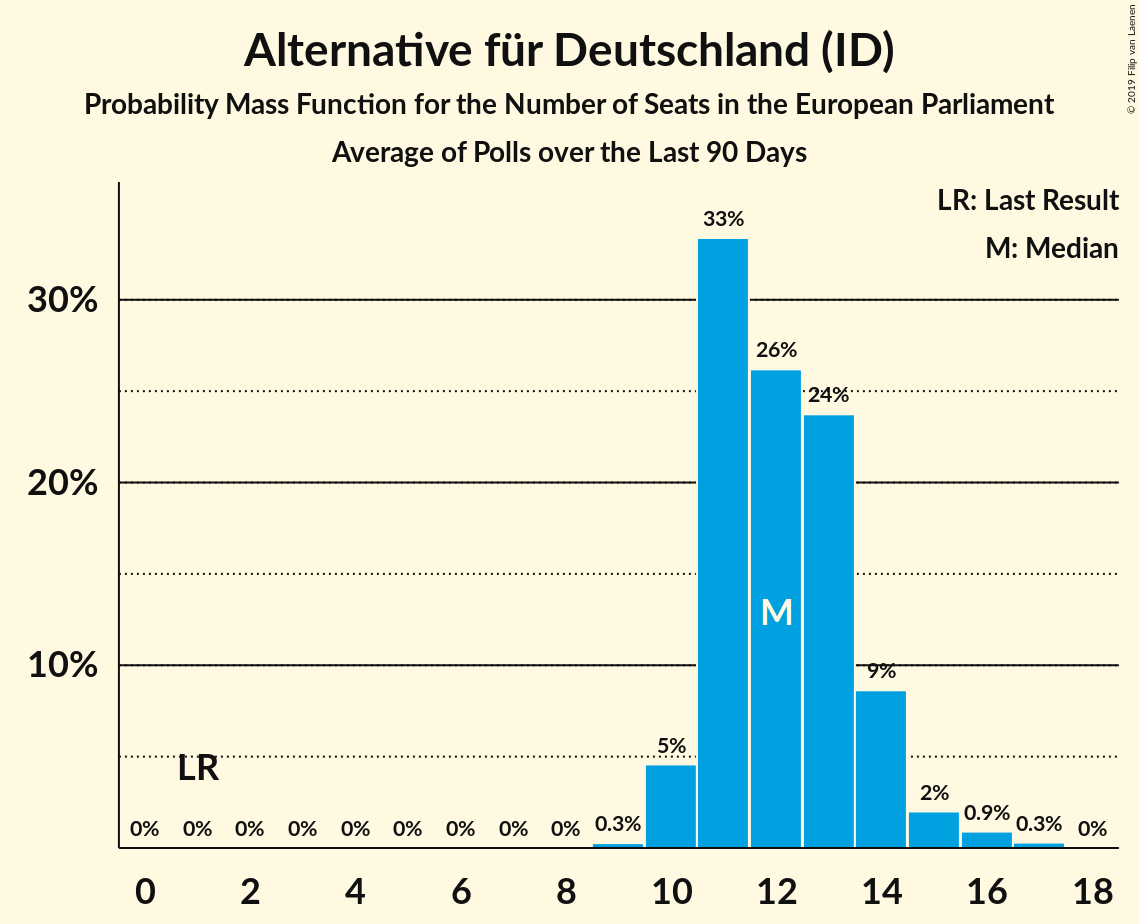 Alternative für Deutschland (ID)
Probability Mass Function for the Number of Seats in the European Parliament
Average of Polls over the Last 90 Days
© 2019 Filip van Laenen
LR: Last Result
M: Median
30%
20%
10%
33%
26%
24%
M
9%
LR
5%
2%
0% 0% 0% 0% 0% 0% 0% 0% 0% 0.3% 0.9% 0.3% 0%
0 2 4 6 8 10 12 14 16 18